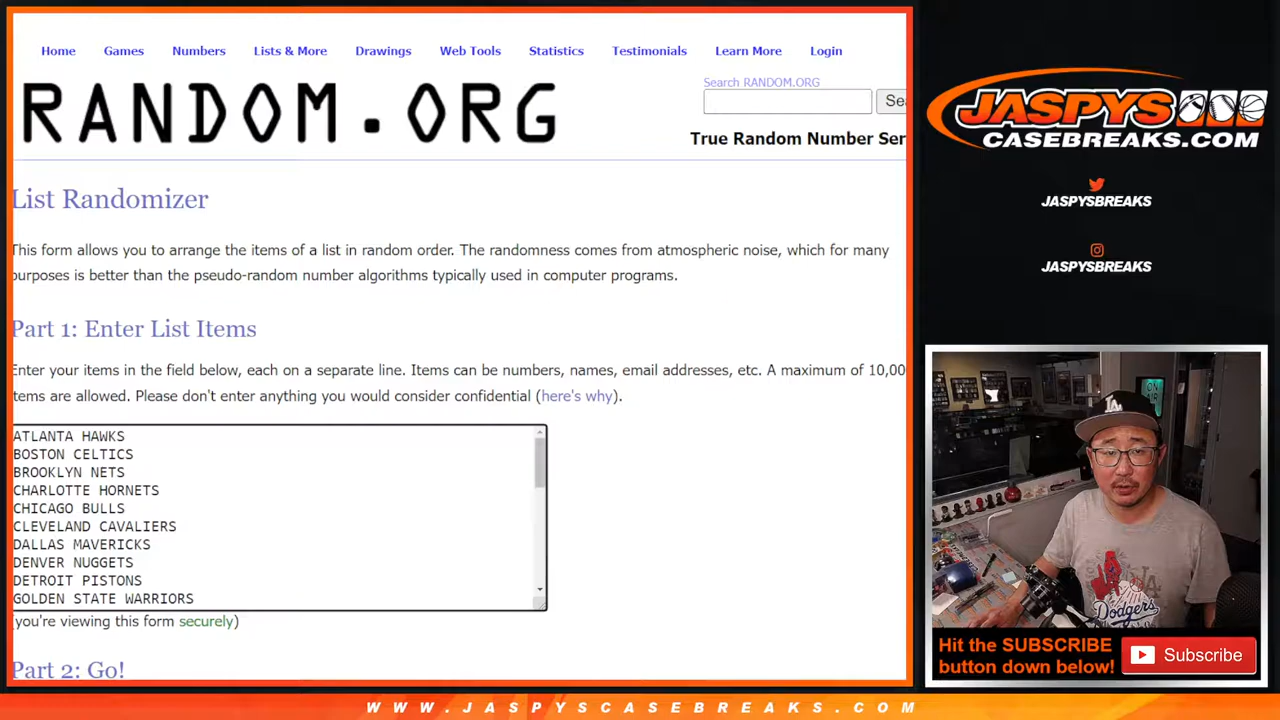 Home Games Numbers Lists & More Drawings Web Tools Statistics Testimonials Learn More Login
RANDOM.ORG
Search RANDOM.ORG
True Random Number Ser
List Randomizer
This form allows you to arrange the items of a list in random order. The randomness comes from atmospheric noise, which for many
purposes is better than the pseudo-random number algorithms typically used in computer programs.
Part 1: Enter List Items
Enter your items in the field below, each on a separate line. Items can be numbers, names, email addresses, etc. A maximum of 10,00
items are allowed. Please don't enter anything you would consider confidential (here's why).
ATLANTA HAWKS
BOSTON CELTICS
BROOKLYN NETS
CHARLOTTE HORNETS
CHICAGO BULLS
CLEVELAND CAVALIERS
DALLAS MAVERICKS
DENVER NUGGETS
DETROIT PISTONS
GOLDEN STATE WARRIORS
(you're viewing this form securely)
Part 2: Go!
JASPYS
CASEBREAKS.COM
JASPYSBREAKS
JASPYSBREAKS
ON
AIR
LA
Dodgers
Hit the SUBSCRIBE
button down below!
Subscribe
WWW.JASPYSCASEBREAKS.COM